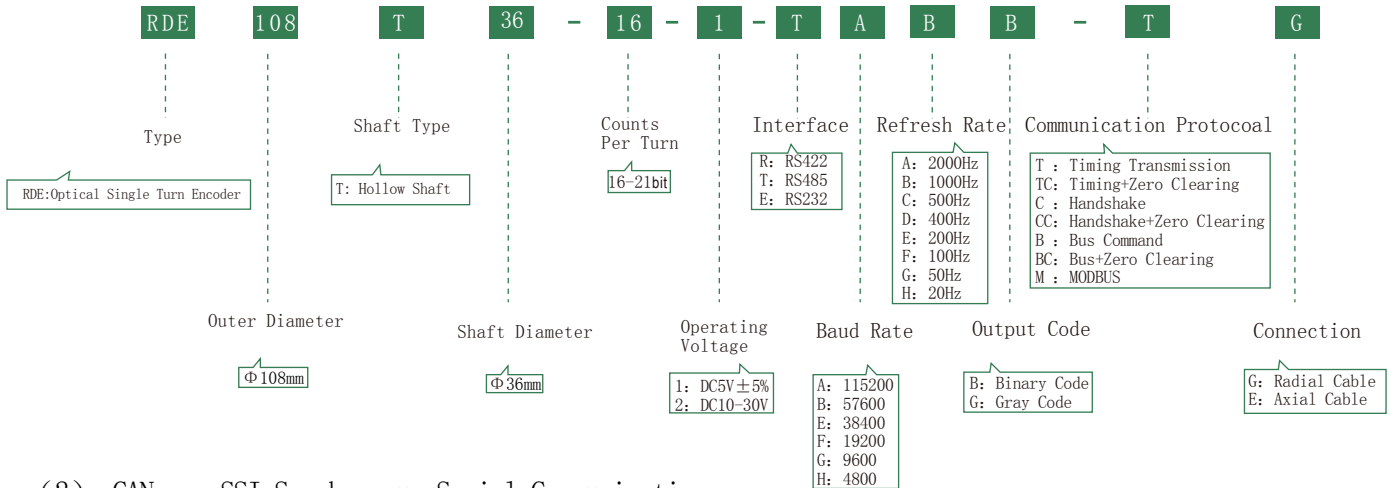 RDE 108 T 36 - 16 - 1 - T A B B - T G
Type
RDE:Optical Single Turn Encoder
Shaft Type
T: Hollow Shaft
Counts
Per Turn
16-21bit
Interface
R: RS422
T: RS485
E: RS232
Refresh Rate
A: 2000Hz
B: 1000Hz
C: 500Hz
D: 400Hz
E: 200Hz
F: 100Hz
G: 50Hz
H: 20Hz
Communication Protocoal
T : Timing Transmission
TC: Timing+Zero Clearing
C : Handshake
CC: Handshake+Zero Clearing
B : Bus Command
BC: Bus+Zero Clearing
M : MODBUS
Outer Diameter
Φ108mm
Shaft Diameter
Φ36mm
Operating
Voltage
1: DC5V±5%
2: DC10-30V
Baud Rate
A: 115200
B: 57600
E: 38400
F: 19200
G: 9600
H: 4800
Output Code
B: Binary Code
G: Gray Code
Connection
G: Radial Cable
E: Axial Cable